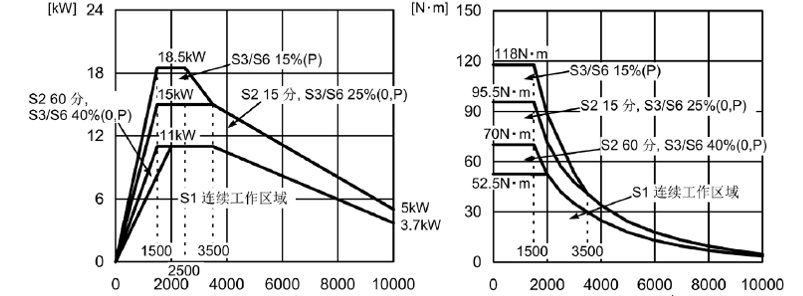 [kW]
24
18
12
6
0
18.5kW
S3/S6 15%(P)
S2 60 分,
S3/S6 40%(0,P)
15kW
S2 15 分, S3/S6 25%(0,P)
11kW
S1 连续工作区域
5kW
3.7kW
1500
2500
3500
0 2000 4000 6000 8000 10000
[N·m]
150
120
90
60
30
0
118N·m
S3/S6 15%(P)
95.5N·m
S2 15 分, S3/S6 25%(0,P)
70N·m
S2 60 分, S3/S6 40%(0,P)
52.5N·m
S1 连续工作区域
1500
3500
0 2000 4000 6000 8000 10000